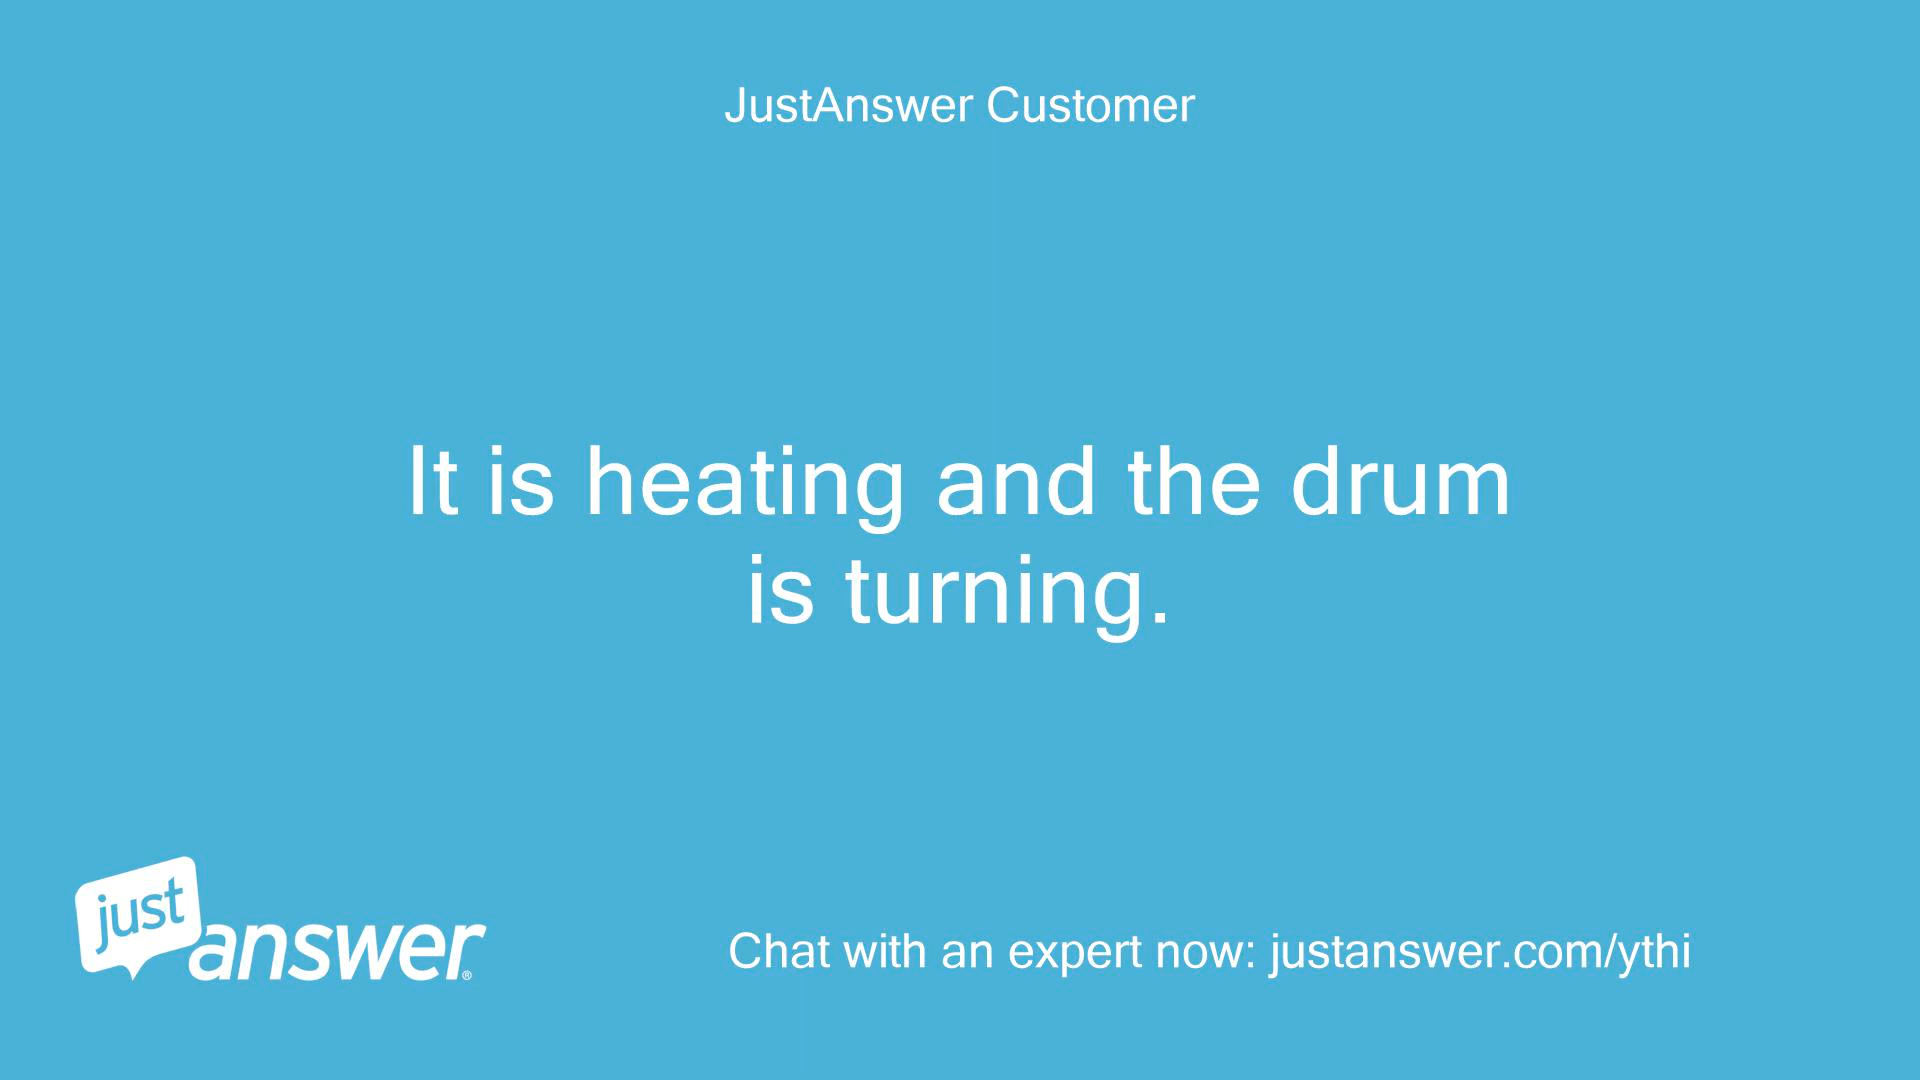 JustAnswer Customer
It is heating and the drum
is turning.
just
answer®
Chat with an expert now: justanswer.com/ythi